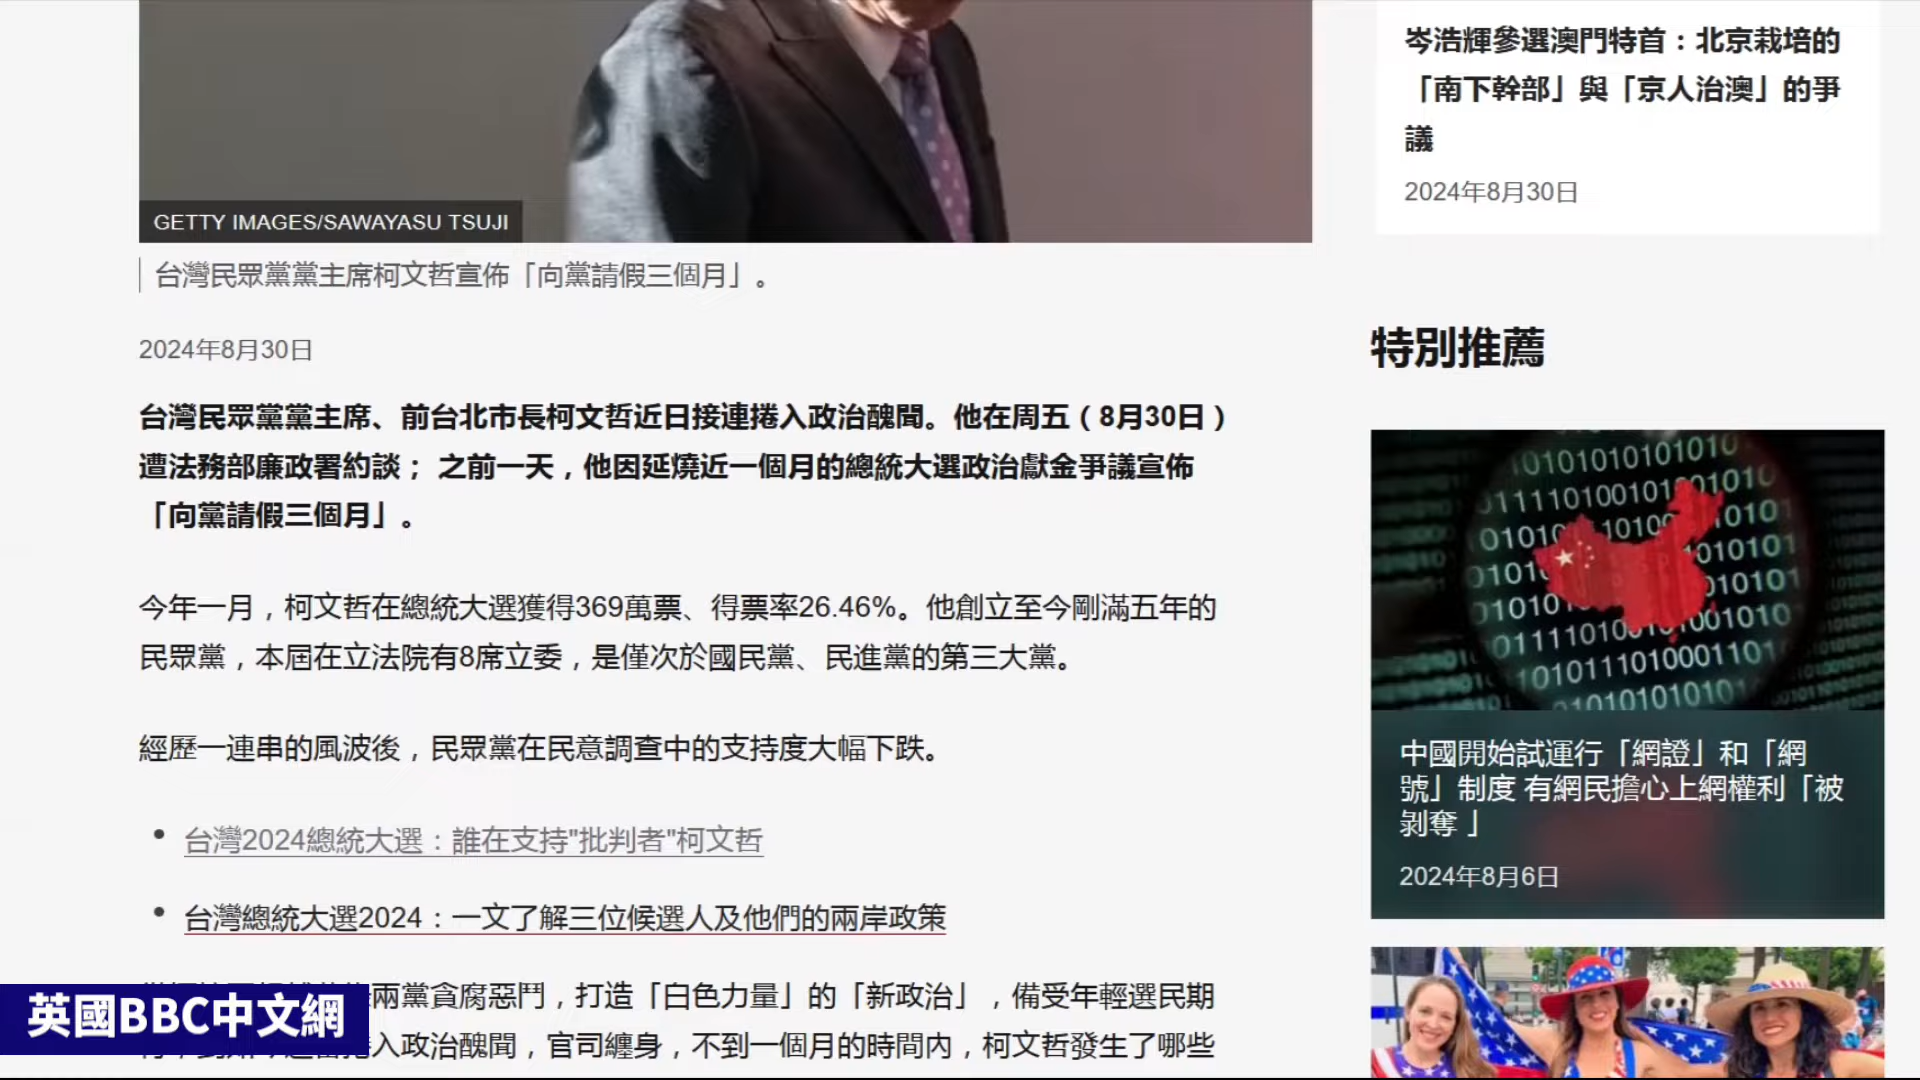 GETTY IMAGES/SAWAYASU TSUJI
台灣民眾黨黨主席柯文哲宣佈「向黨請假三個月」。
2024年8月30日
台灣民眾黨黨主席、前台北市長柯文哲近日接連捲入政治醜聞。他在周五（8月30日）
遭法務部廉政署約談； 之前一天，他因延燒近一個月的總統大選政治獻金爭議宣佈
「向黨請假三個月」。
今年一月，柯文哲在總統大選獲得369萬票、得票率26.46%。他創立至今剛滿五年的
民眾黨，本屆在立法院有8席立委，是僅次於國民黨、民進黨的第三大黨。
經歷一連串的風波後，民眾黨在民意調查中的支持度大幅下跌。
台灣2024總統大選：誰在支持"批判者"柯文哲
台灣總統大選2024：一文了解三位候選人及他們的兩岸政策
兩黨貪腐惡鬥，打造「白色力量」的「新政治」，備受年輕選民期
入政治醜聞，官司纏身，不到一個月的時間內，柯文哲發生了哪些
英國BBC中文網
岑浩輝參選澳門特首：北京栽培的
「南下幹部」與「京人治澳」的爭
議
2024年8月30日
特別推薦
中國開始試運行「網證」和「網
號」制度 有網民擔心上網權利「被
剝奪 」
2024年8月6日